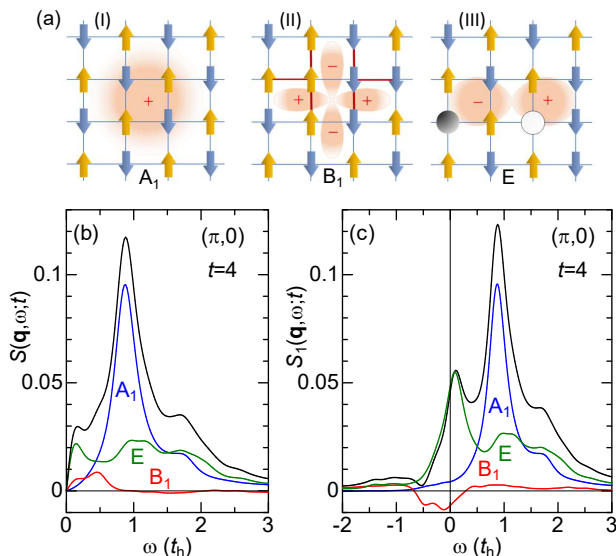 (a) (I) (II) (III)
+ − + + − − +
A₁ B₁ E
(b) (π,0) (c) (π,0)
t=4 t=4
S(q,ω;t) S₁(q,ω;t)
0.1 0.1
0.05 0.05
0 0
A₁ A₁
E E
B₁ B₁
0 1 2 3 -2 -1 0 1 2 3
ω (tₕ) ω (tₕ)